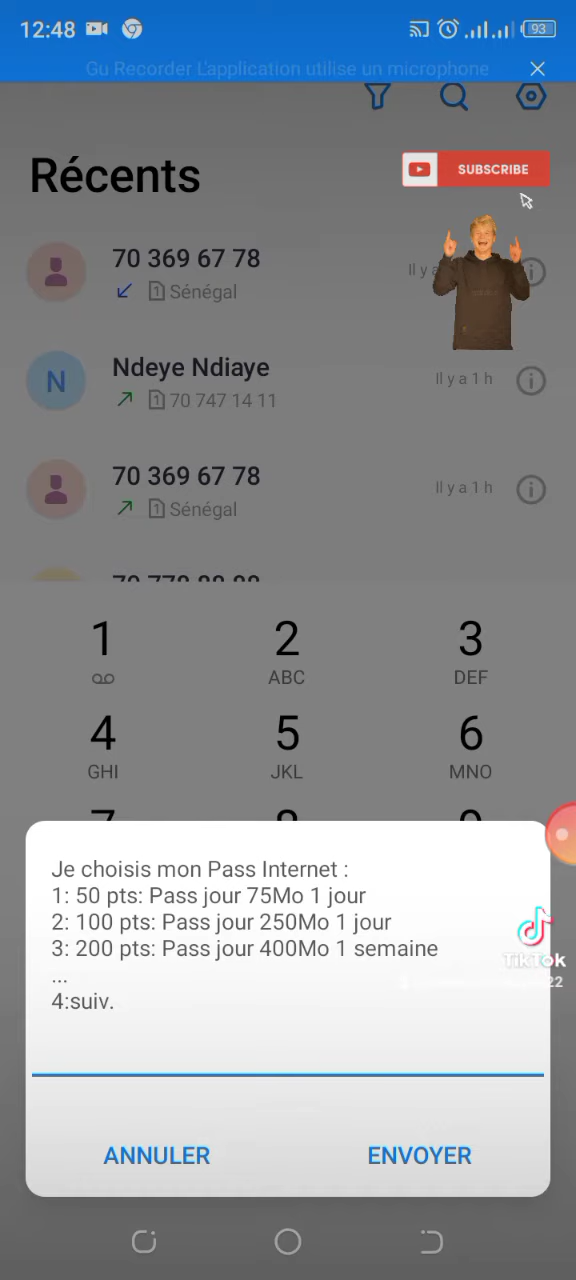 12:48
93
Gu Recorder L'application utilise un microphone
Récents
SUBSCRIBE
70 369 67 78
Il y a
1 Sénégal
N
Ndeye Ndiaye
Il y a 1 h
1 70 747 14 11
70 369 67 78
Il y a 1 h
1 Sénégal
1 2 3
ABC DEF
4 5 6
GHI JKL MNO
Je choisis mon Pass Internet :
1: 50 pts: Pass jour 75Mo 1 jour
2: 100 pts: Pass jour 250Mo 1 jour
3: 200 pts: Pass jour 400Mo 1 semaine
...
4:suiv.
TikTok
ANNULER ENVOYER